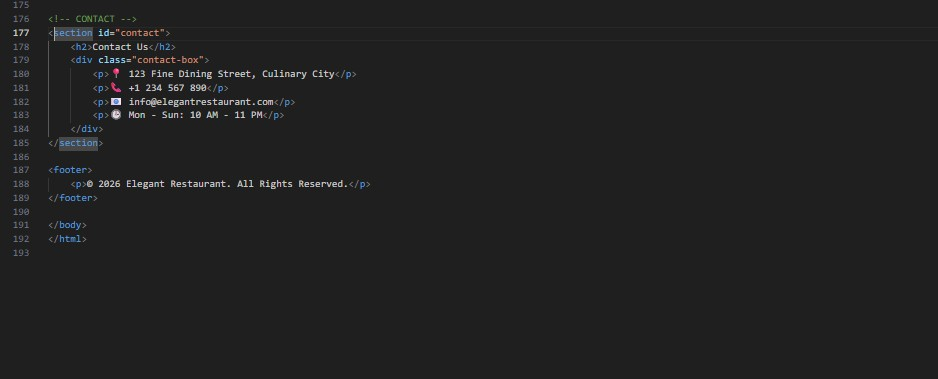 175
176 <!-- CONTACT -->
177 <section id="contact">
178 <h2>Contact Us</h2>
179 <div class="contact-box">
180 <p>📍 123 Fine Dining Street, Culinary City</p>
181 <p>📞 +1 234 567 890</p>
182 <p>📧 info@elegantrestaurant.com</p>
183 <p>🕒 Mon - Sun: 10 AM - 11 PM</p>
184 </div>
185 </section>
186
187 <footer>
188 <p>© 2026 Elegant Restaurant. All Rights Reserved.</p>
189 </footer>
190
191 </body>
192 </html>
193